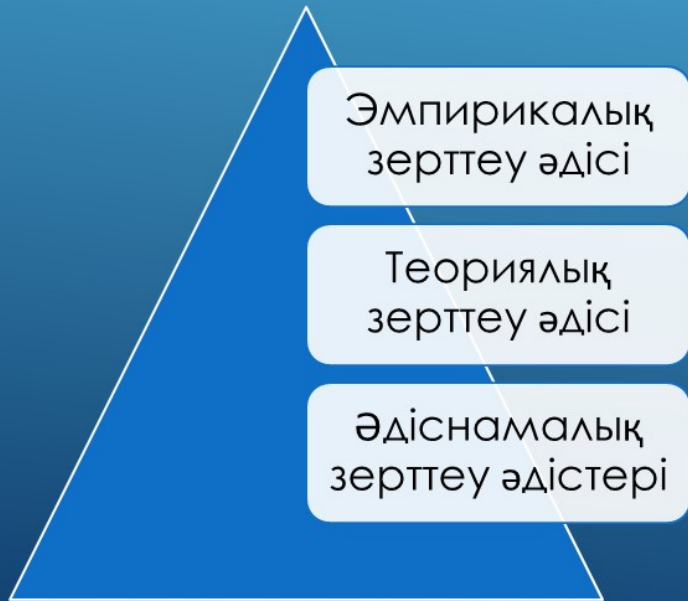 Эмпирикалық
зерттеу әдісі
Теориялық
зерттеу әдісі
Әдіснамалық
зерттеу әдістері